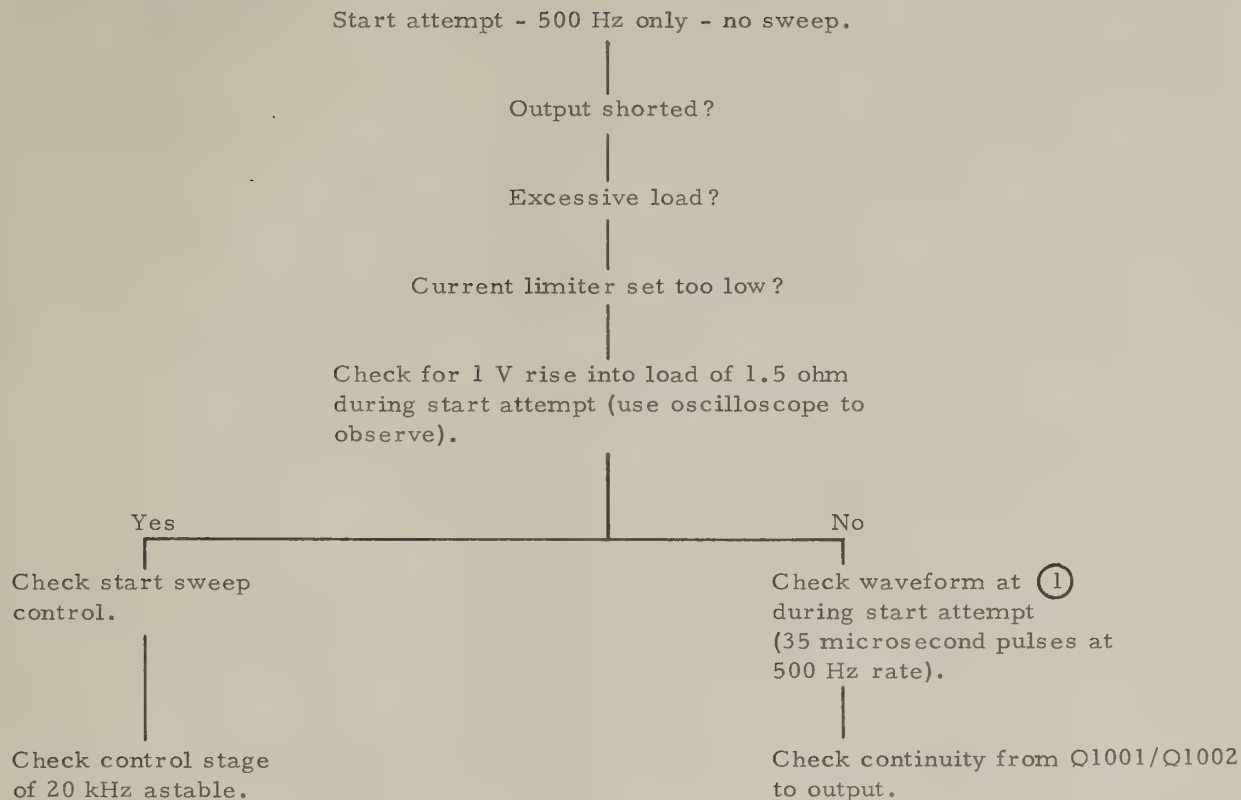 Start attempt - 500 Hz only - no sweep.
Output shorted?
Excessive load?
Current limiter set too low?
Check for 1 V rise into load of 1.5 ohm
during start attempt (use oscilloscope to
observe).
Yes
No
Check start sweep
control.
Check waveform at 1
during start attempt
(35 microsecond pulses at
500 Hz rate).
Check control stage
of 20 kHz astable.
Check continuity from Q1001/Q1002
to output.